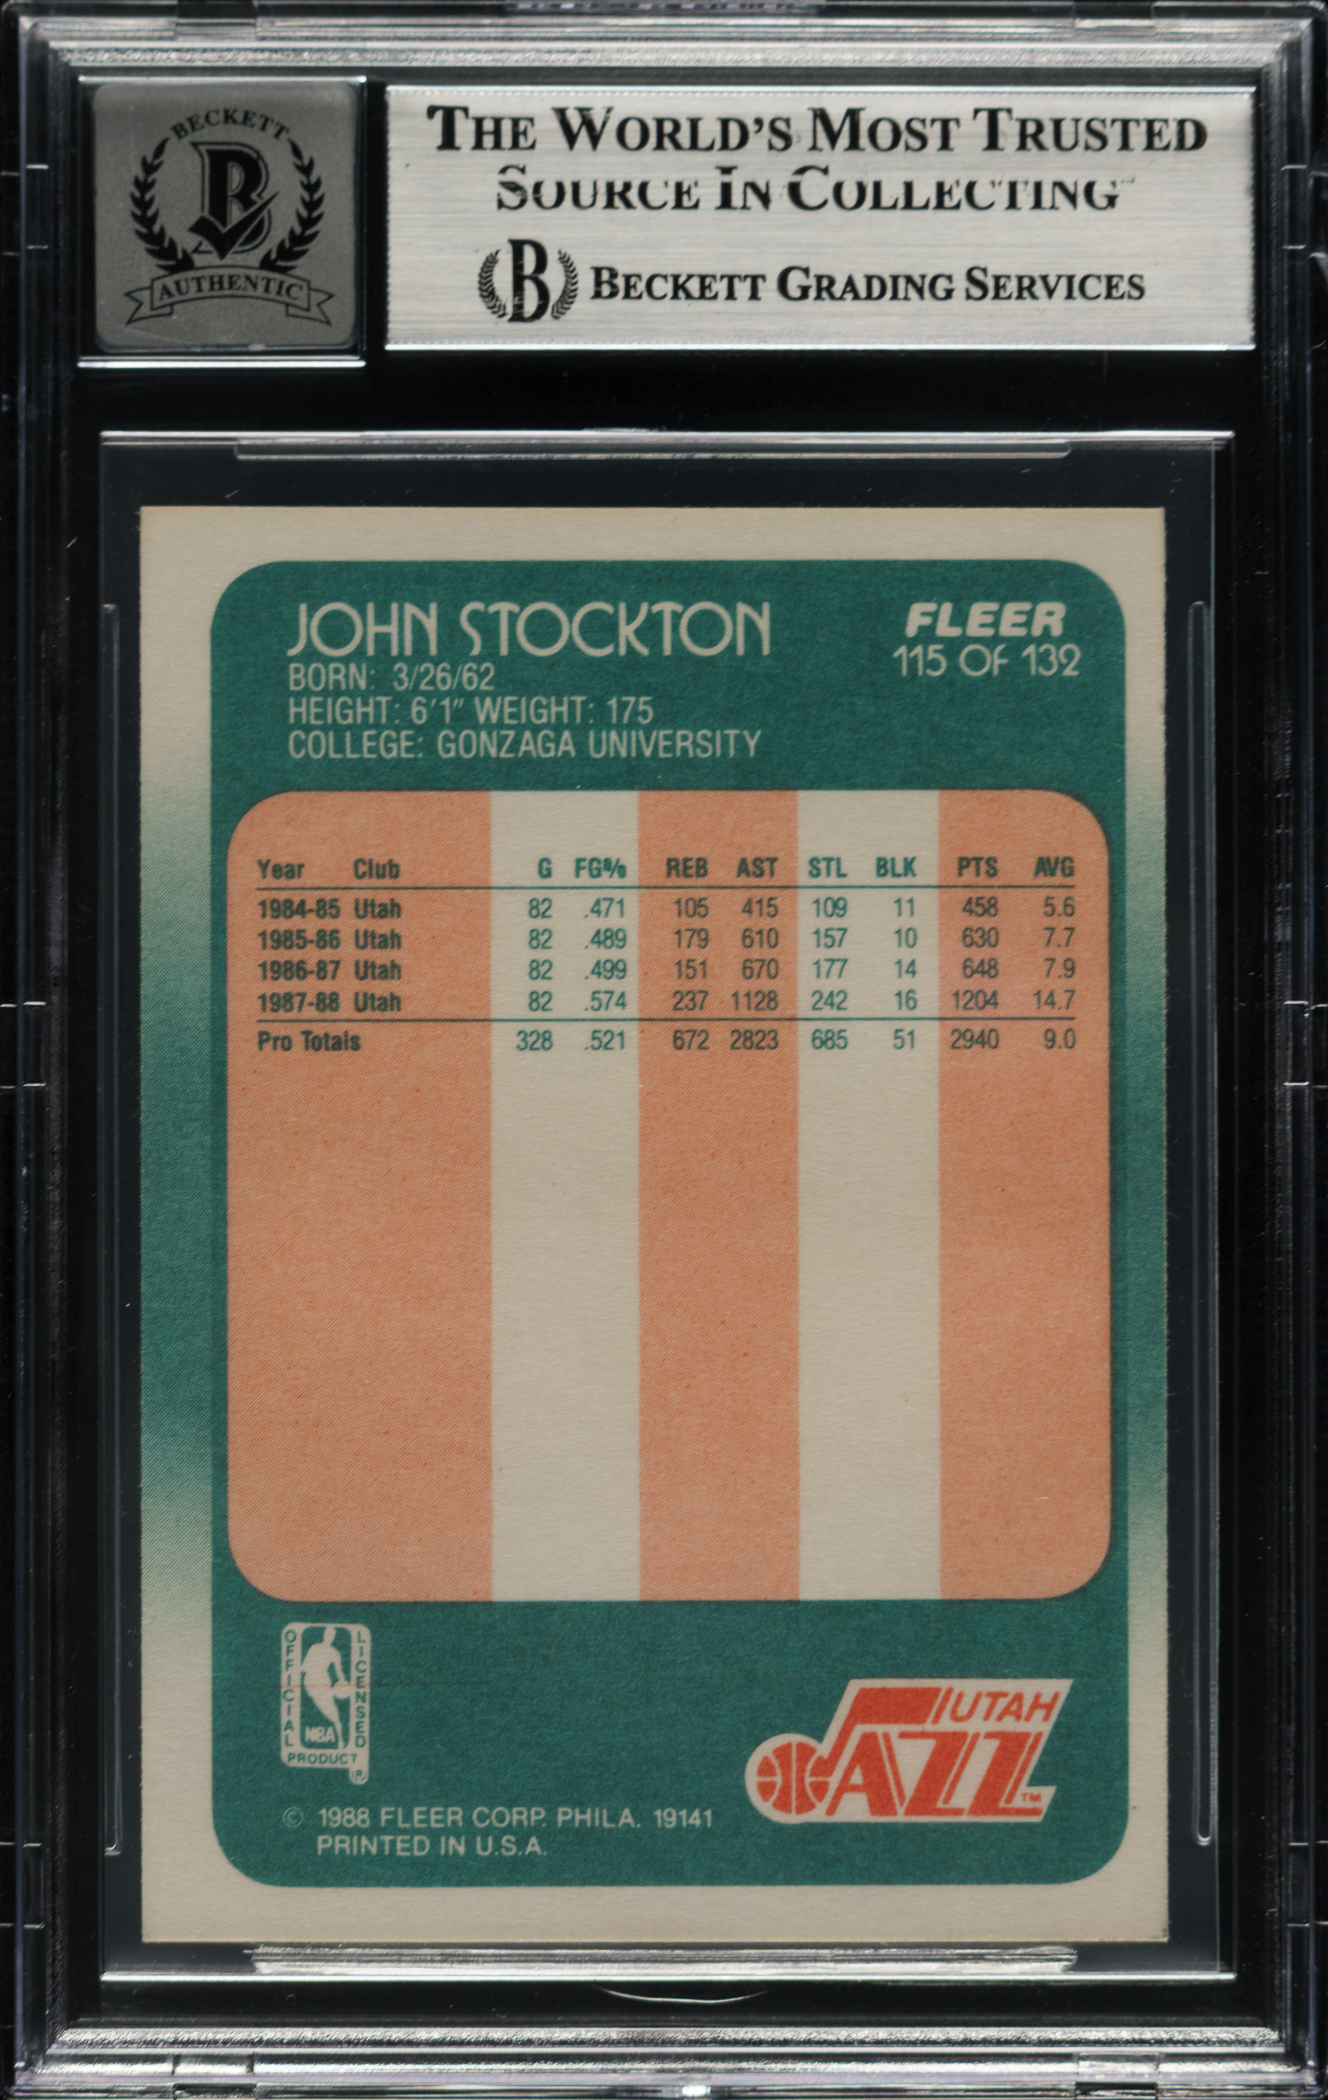 BECKETT
B
AUTHENTIC
THE WORLD'S MOST TRUSTED
SOURCE IN COLLECTING™
B BECKETT GRADING SERVICES
JOHN STOCKTON
FLEER
115 OF 132
BORN: 3/26/62
HEIGHT: 6'1" WEIGHT: 175
COLLEGE: GONZAGA UNIVERSITY
Year Club G FG% REB AST STL BLK PTS AVG
1984-85 Utah 82 .471 105 415 109 11 458 5.6
1985-86 Utah 82 .489 179 610 157 10 630 7.7
1986-87 Utah 82 .499 151 670 177 14 648 7.9
1987-88 Utah 82 .574 237 1128 242 16 1204 14.7
Pro Totals 328 .521 672 2823 685 51 2940 9.0
OFFICIAL
LICENSED
NBA
PRODUCT
®
UTAH
JAZZ™
© 1988 FLEER CORP. PHILA. 19141
PRINTED IN U.S.A.